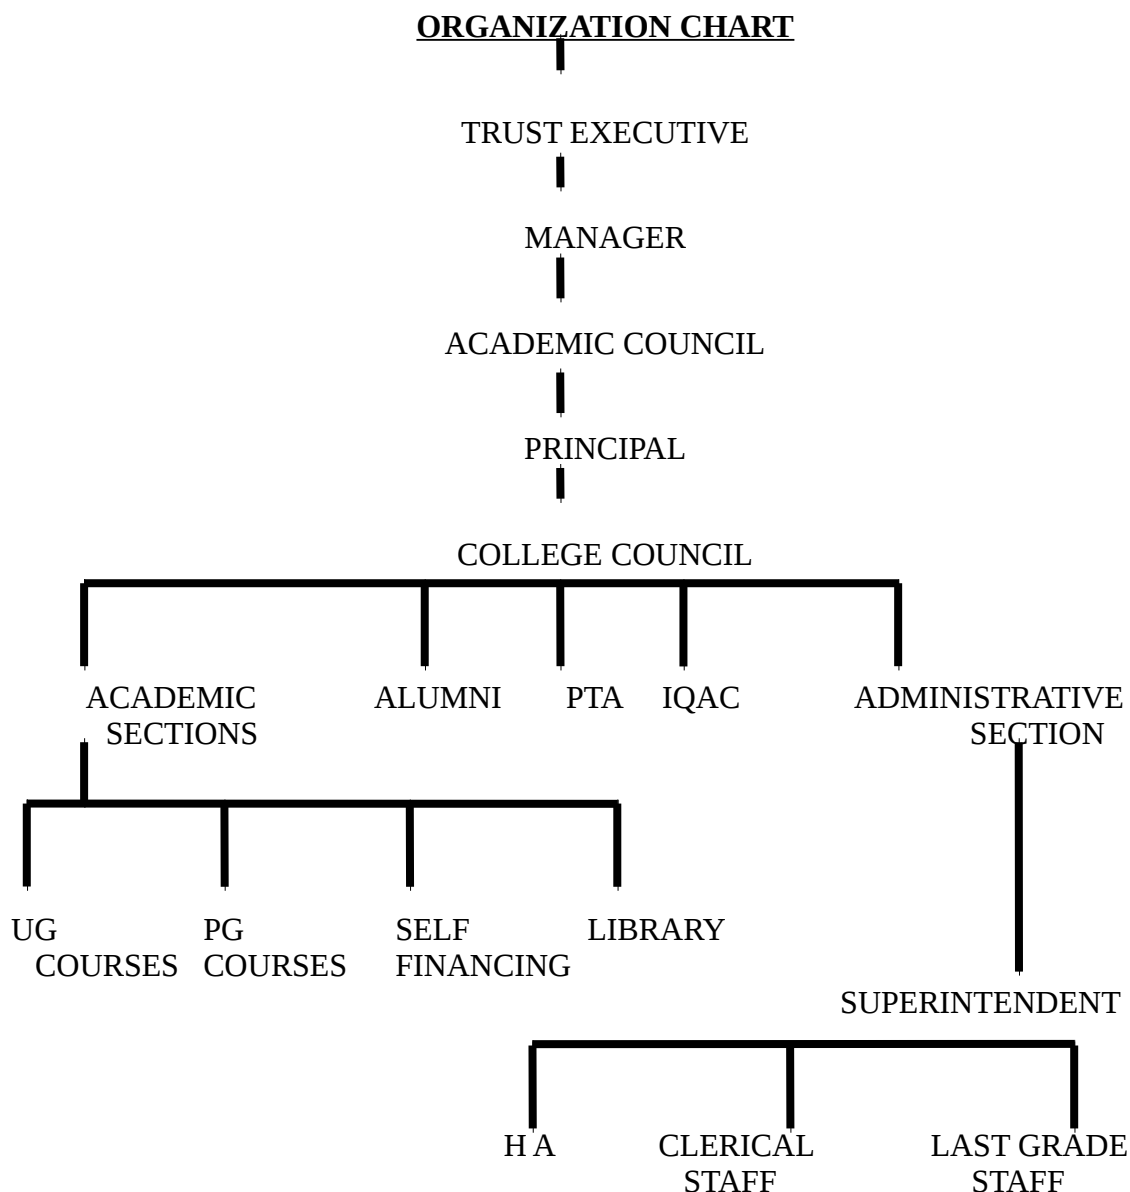 ORGANIZATION CHART
TRUST EXECUTIVE
MANAGER
ACADEMIC COUNCIL
PRINCIPAL
COLLEGE COUNCIL
ACADEMIC
SECTIONS
ALUMNI
PTA
IQAC
ADMINISTRATIVE
SECTION
UG
COURSES
PG
COURSES
SELF
FINANCING
LIBRARY
SUPERINTENDENT
H A
CLERICAL
STAFF
LAST GRADE
STAFF